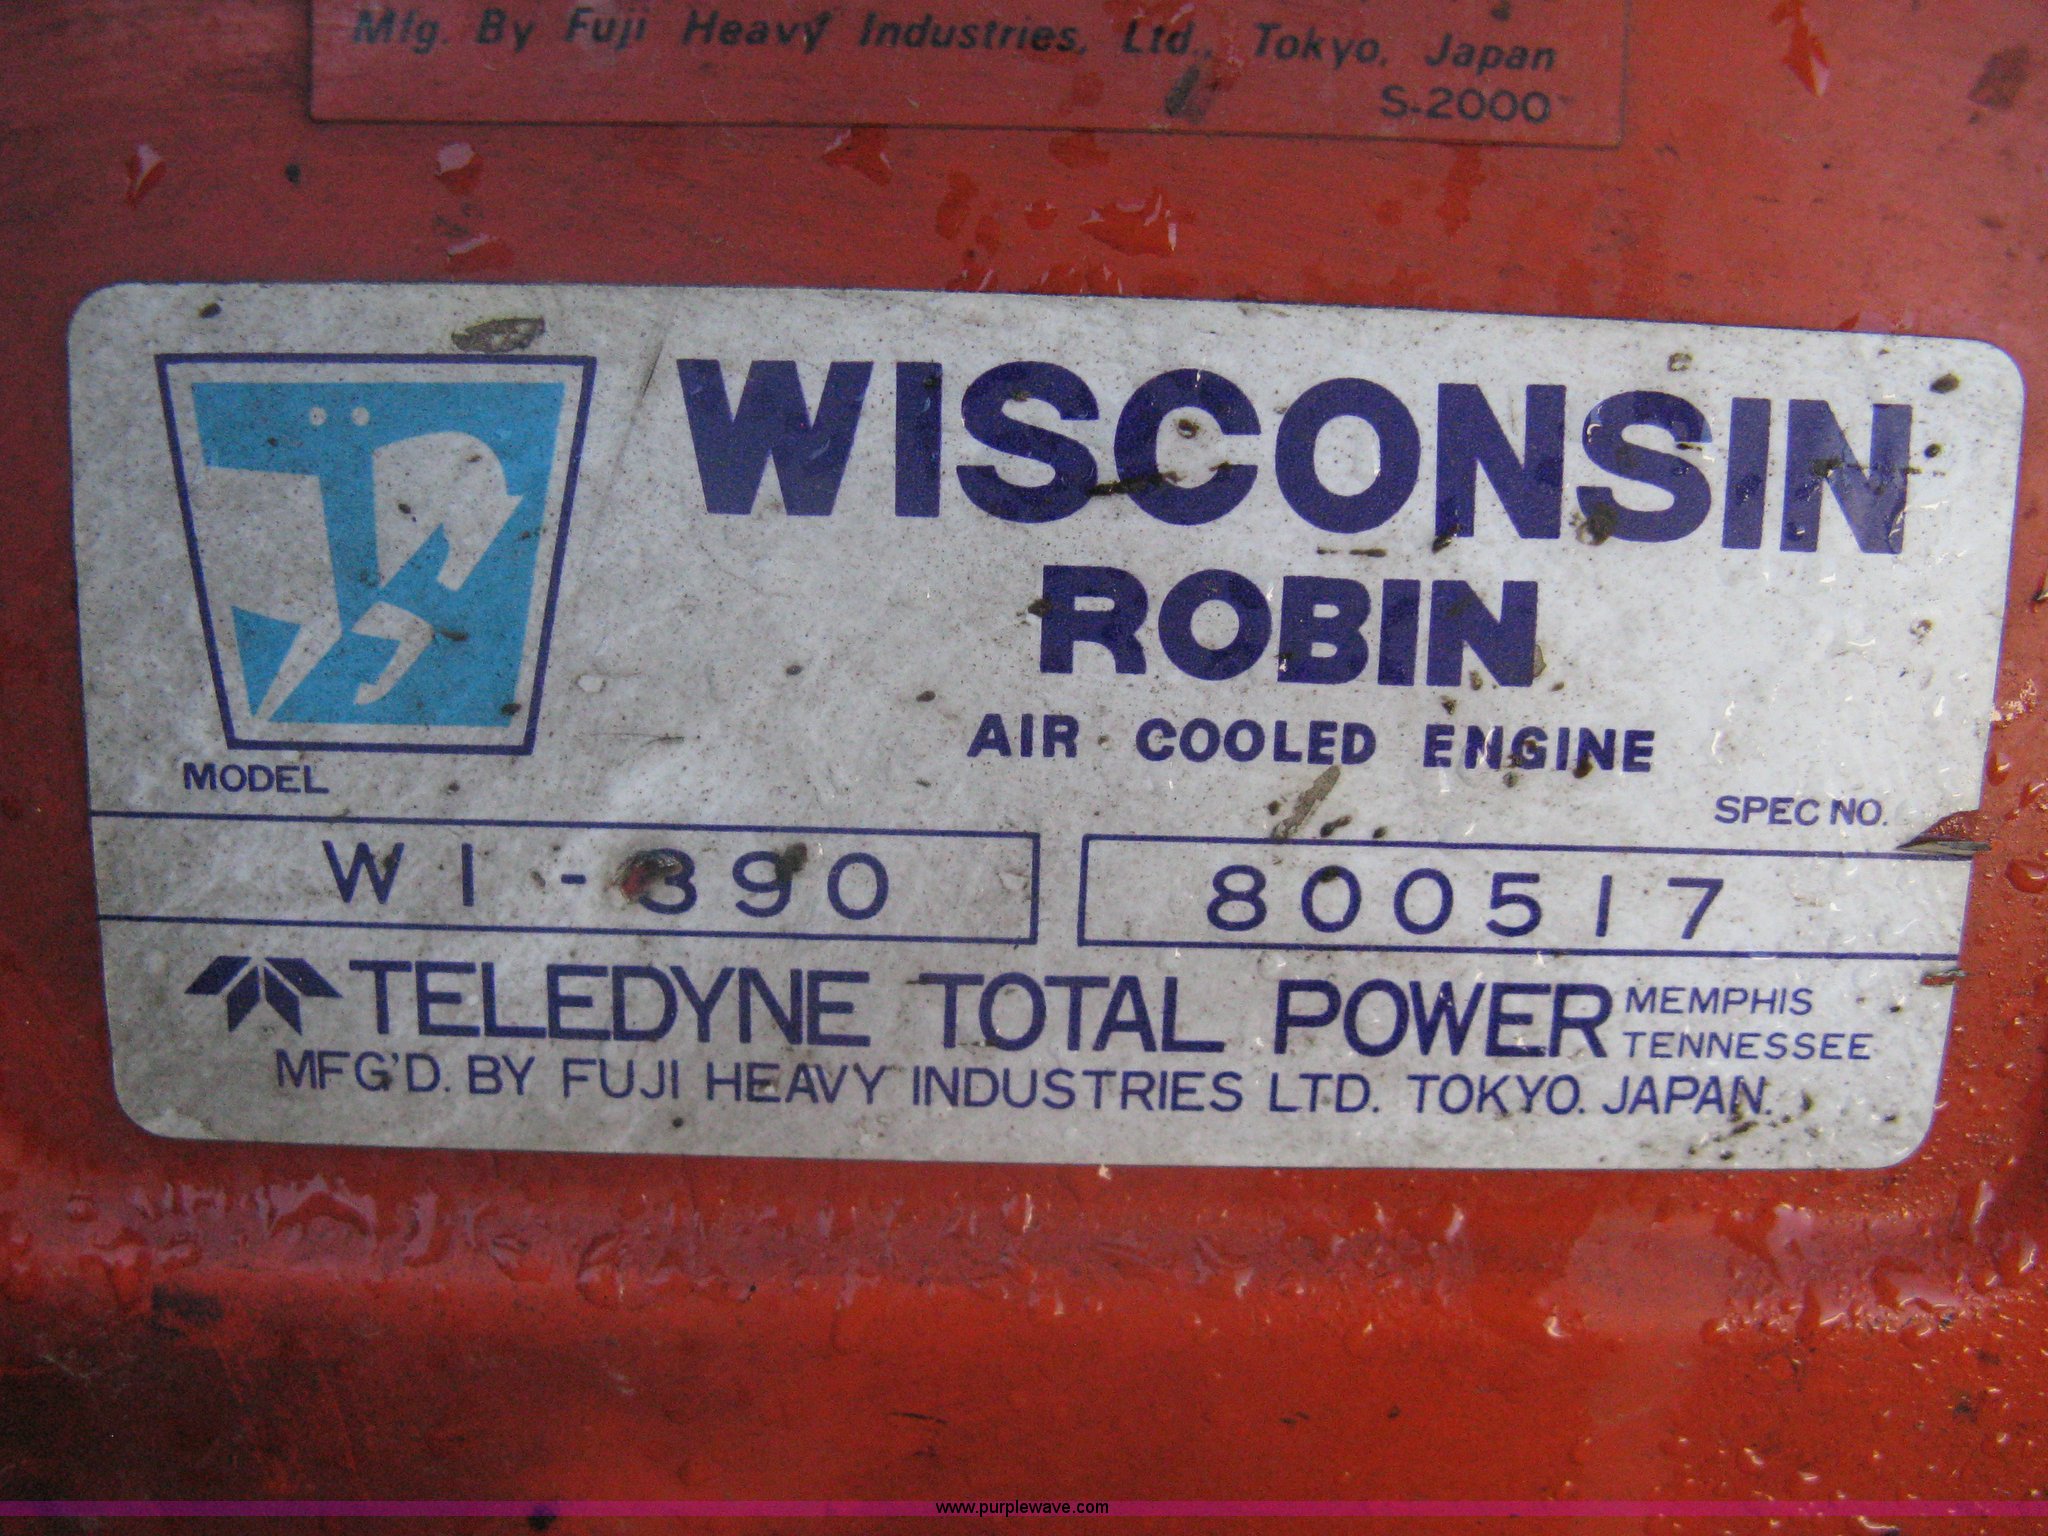 Mfg. By Fuji Heavy Industries, Ltd., Tokyo, Japan
S-2000
WISCONSIN
ROBIN
AIR COOLED ENGINE
MODEL
SPEC NO.
W1-390
800517
TELEDYNE TOTAL POWER MEMPHIS TENNESSEE
MFG'D. BY FUJI HEAVY INDUSTRIES LTD. TOKYO. JAPAN.
www.purplewave.com